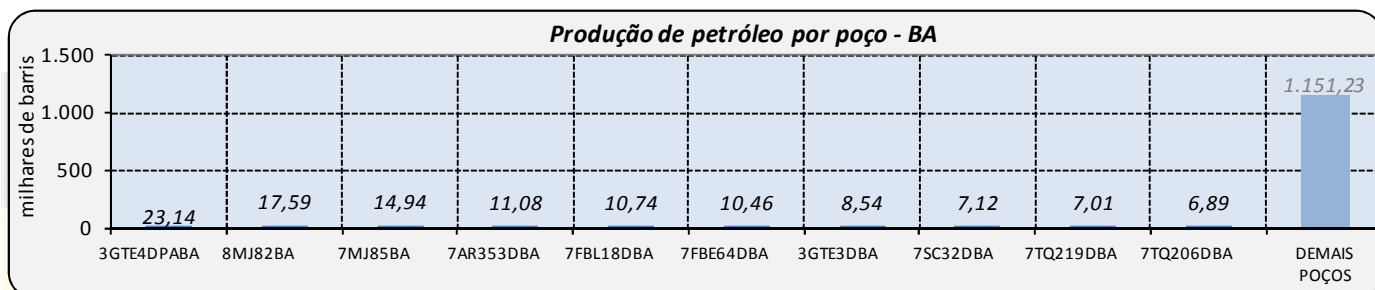 Produção de petróleo por poço - BA
milhares de barris
1.500
1.000
500
0
23,14
17,59
14,94
11,08
10,74
10,46
8,54
7,12
7,01
6,89
1.151,23
3GTE4DPABA
8MJ82BA
7MJ85BA
7AR353DBA
7FBL18DBA
7FBE64DBA
3GTE3DBA
7SC32DBA
7TQ219DBA
7TQ206DBA
DEMAIS
POÇOS